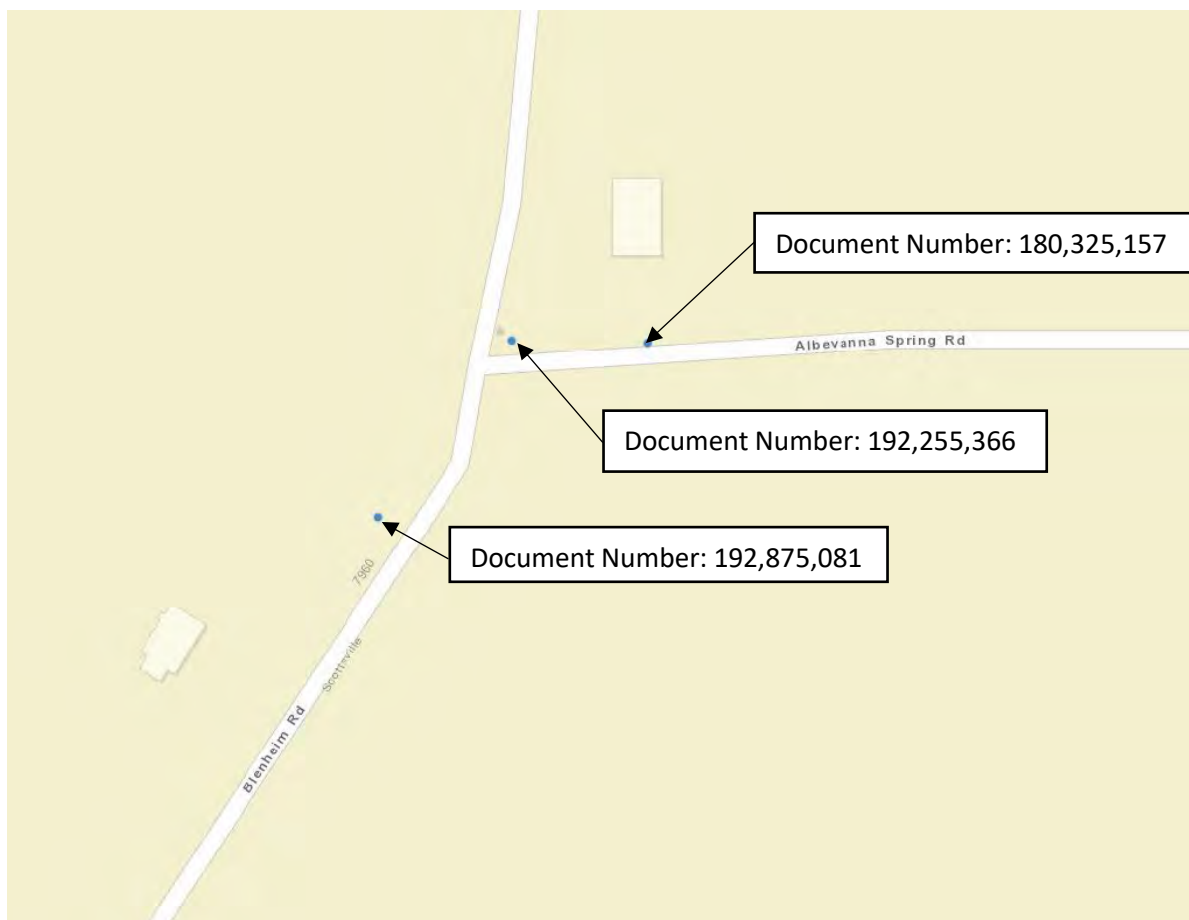 Document Number: 180,325,157
Albevanna Spring Rd
Document Number: 192,255,366
Document Number: 192,875,081
7960
Scottsville
Blenheim Rd